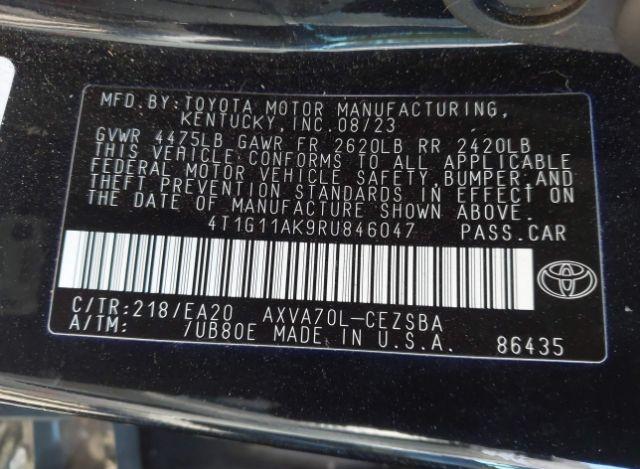 MFD.BY:TOYOTA MOTOR MANUFACTURING,
KENTUCKY, INC. 08/23
GVWR 4475LB GAWR FR 2620LB RR 2420LB
THIS VEHICLE CONFORMS TO ALL APPLICABLE
FEDERAL MOTOR VEHICLE SAFETY, BUMPER, AND
THEFT PREVENTION STANDARDS IN EFFECT ON
THE DATE OF MANUFACTURE SHOWN ABOVE.
4T1G11AK9RU846047 PASS.CAR
C/TR:218/EA20 AXVA70L-CEZSBA
A/TM: /UB80E MADE IN U.S.A. 86435